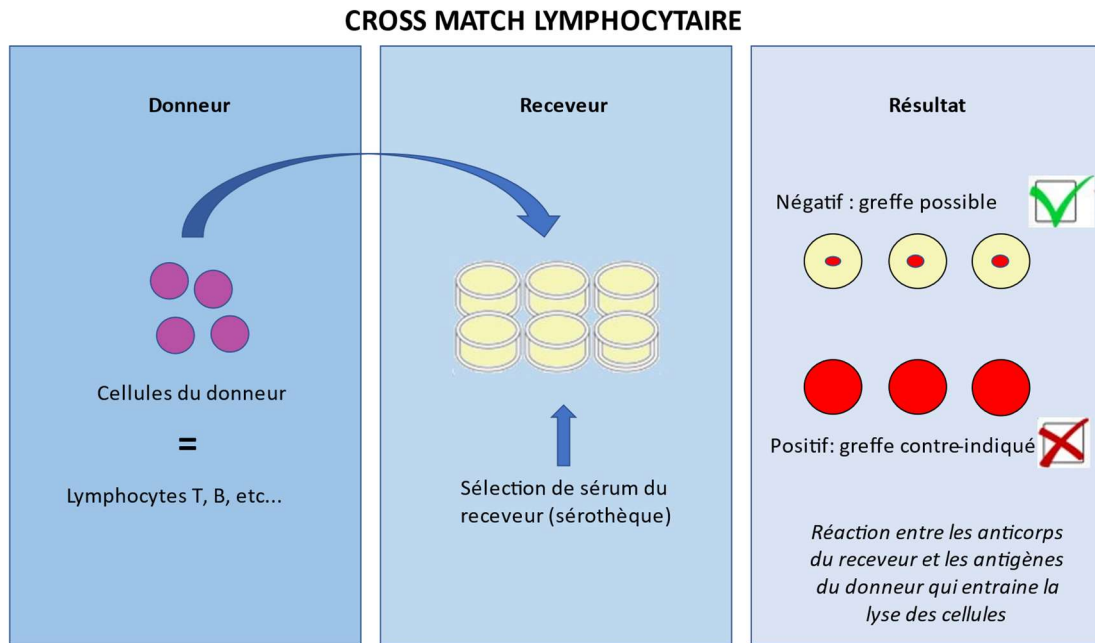 CROSS MATCH LYMPHOCYTAIRE
Donneur
Cellules du donneur
=
Lymphocytes T, B, etc...
Receveur
Sélection de sérum du
receveur (sérothèque)
Résultat
Négatif : greffe possible
Positif: greffe contre-indiqué
Réaction entre les anticorps
du receveur et les antigènes
du donneur qui entraine la
lyse des cellules